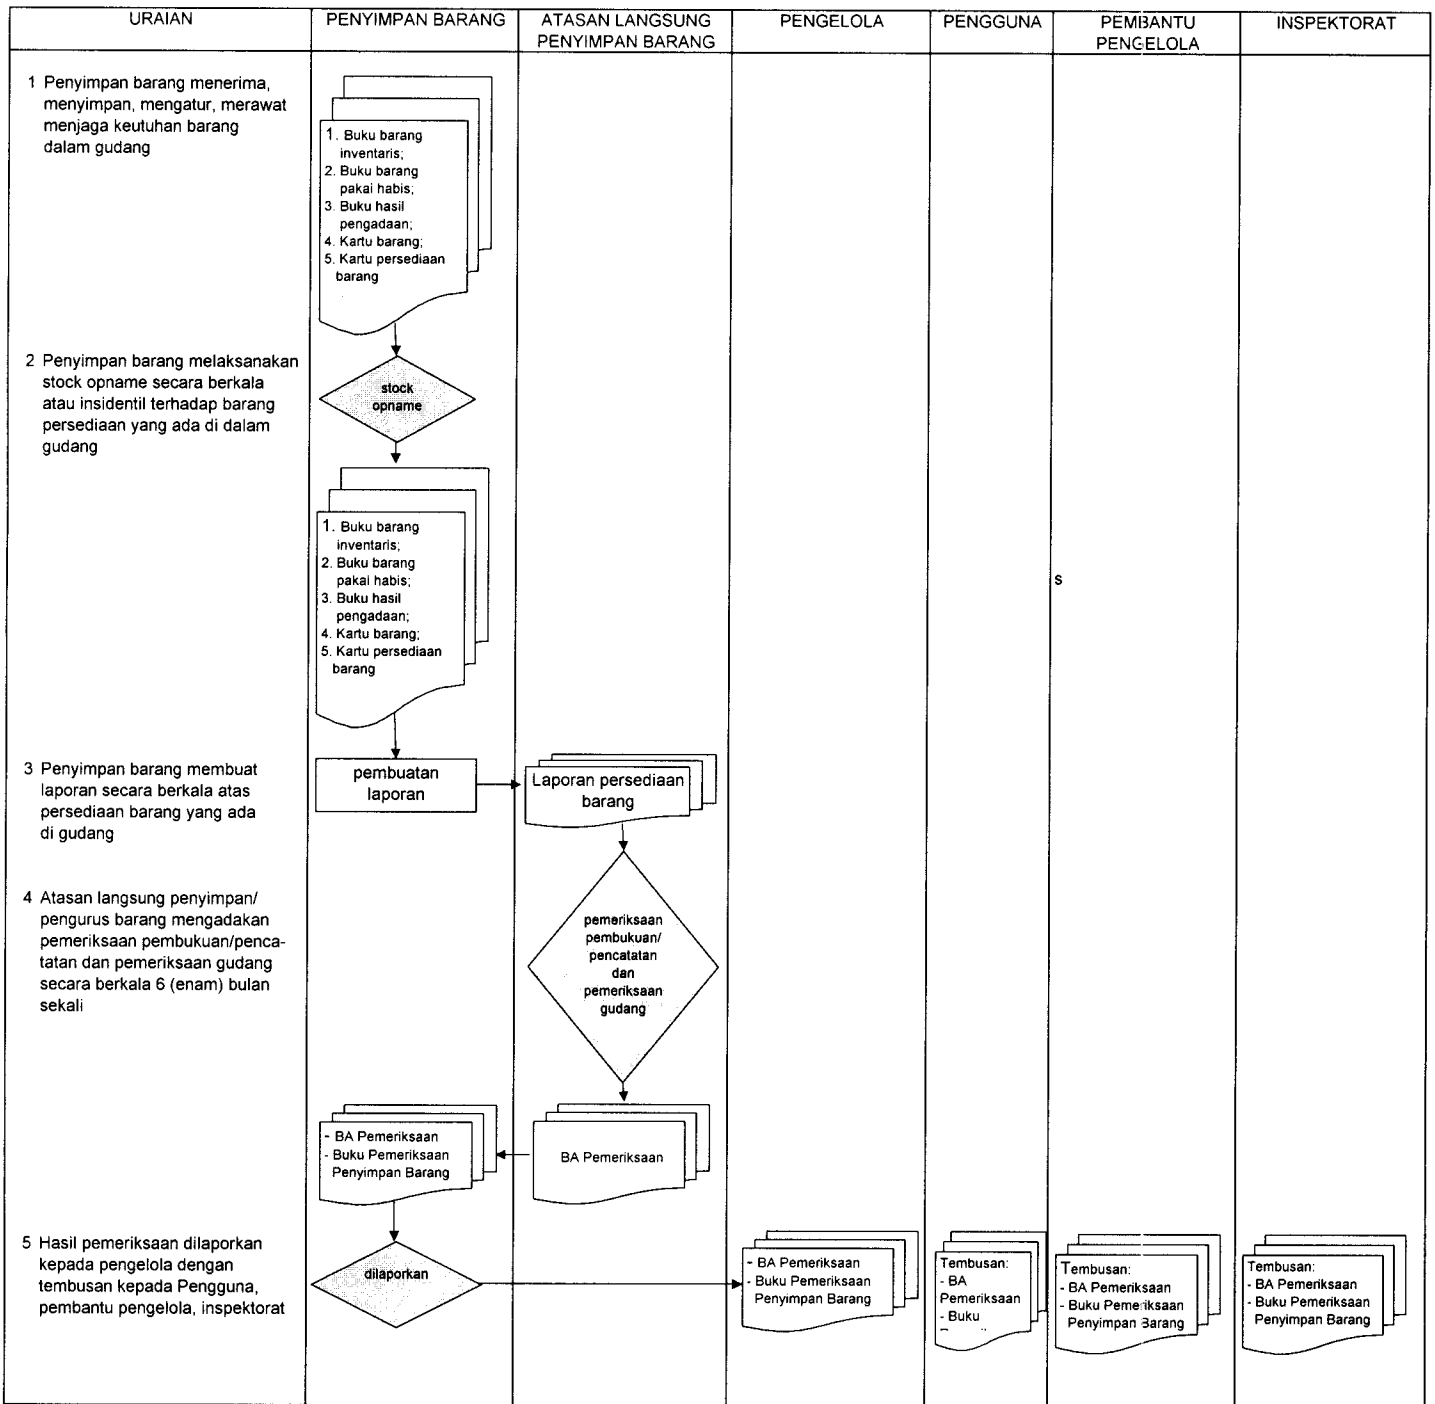 URAIAN
PENYIMPAN BARANG
ATASAN LANGSUNG
PENYIMPAN BARANG
PENGELOLA
PENGGUNA
PEMBANTU
PENGELOLA
INSPEKTORAT
1 Penyimpan barang menerima,
menyimpan, mengatur, merawat
menjaga keutuhan barang
dalam gudang
1. Buku barang
inventaris;
2. Buku barang
pakai habis;
3. Buku hasil
pengadaan;
4. Kartu barang;
5. Kartu persediaan
barang
2 Penyimpan barang melaksanakan
stock opname secara berkala
atau insidentil terhadap barang
persediaan yang ada di dalam
gudang
stock
opname
1. Buku barang
inventaris;
2. Buku barang
pakai habis;
3. Buku hasil
pengadaan;
4. Kartu barang;
5. Kartu persediaan
barang
s
3 Penyimpan barang membuat
laporan secara berkala atas
persediaan barang yang ada
di gudang
pembuatan
laporan
Laporan persediaan
barang
4 Atasan langsung penyimpan/
pengurus barang mengadakan
pemeriksaan pembukuan/penca-
tatan dan pemeriksaan gudang
secara berkala 6 (enam) bulan
sekali
pemeriksaan
pembukuan/
pencatatan
dan
pemeriksaan
gudang
- BA Pemeriksaan
- Buku Pemeriksaan
Penyimpan Barang
BA Pemeriksaan
5 Hasil pemeriksaan dilaporkan
kepada pengelola dengan
tembusan kepada Pengguna,
pembantu pengelola, inspektorat
dilaporkan
- BA Pemeriksaan
- Buku Pemeriksaan
Penyimpan Barang
Tembusan:
- BA
Pemeriksaan
- Buku
Tembusan:
- BA Pemeriksaan
- Buku Pemeriksaan
Penyimpan Barang
Tembusan:
- BA Pemeriksaan
- Buku Pemeriksaan
Penyimpan Barang